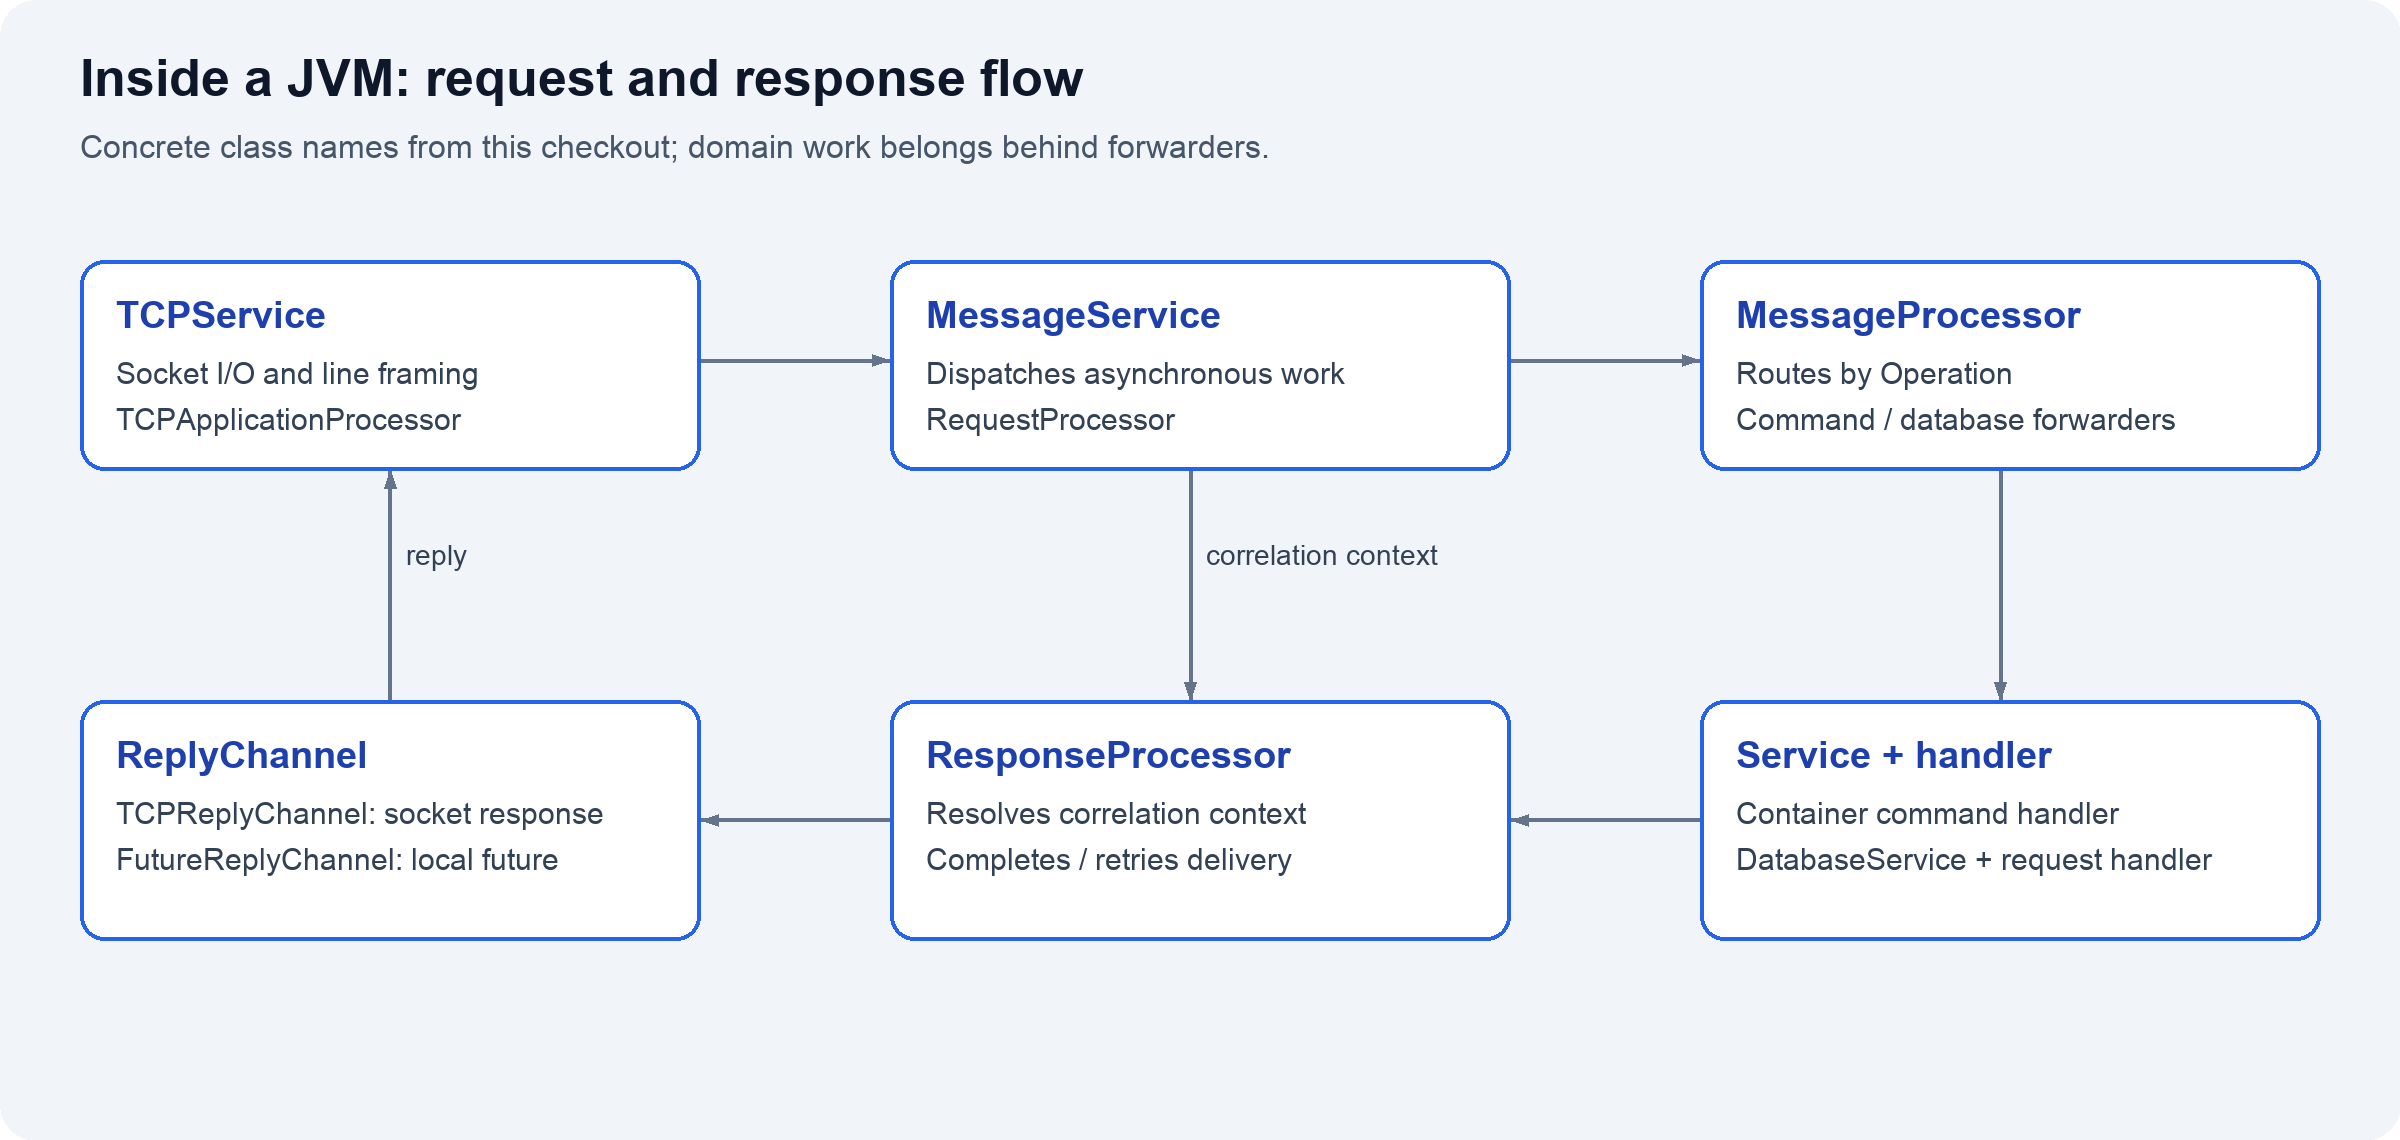 Inside a JVM: request and response flow
Concrete class names from this checkout; domain work belongs behind forwarders.
TCPService
Socket I/O and line framing
TCPApplicationProcessor
MessageService
Dispatches asynchronous work
RequestProcessor
MessageProcessor
Routes by Operation
Command / database forwarders
reply
correlation context
ReplyChannel
TCPReplyChannel: socket response
FutureReplyChannel: local future
ResponseProcessor
Resolves correlation context
Completes / retries delivery
Service + handler
Container command handler
DatabaseService + request handler